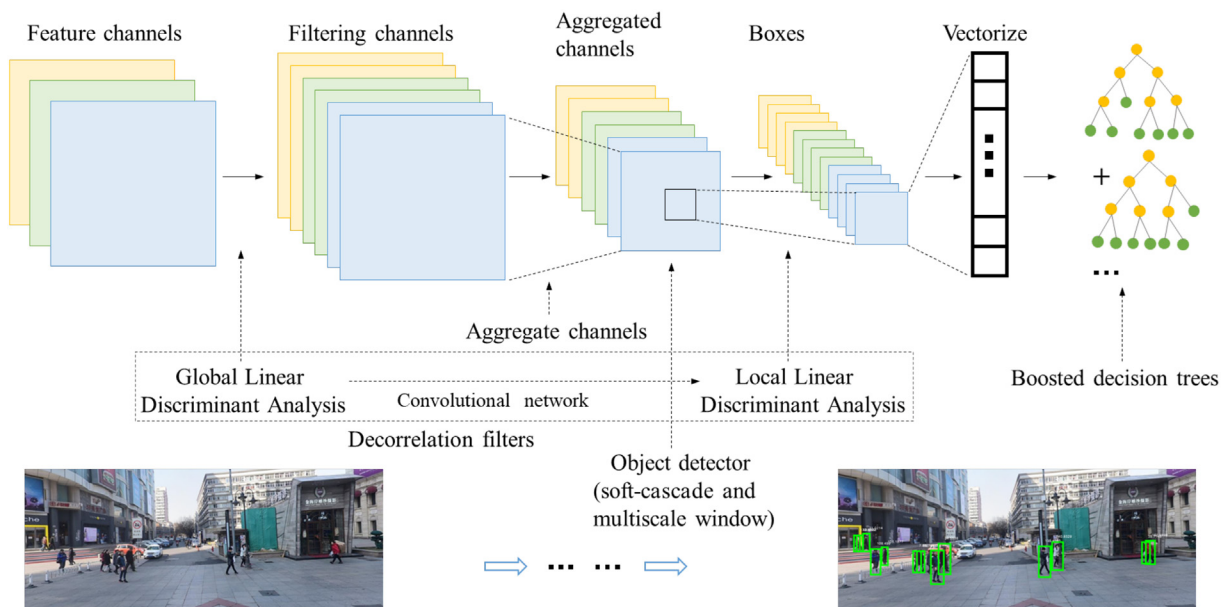 Feature channels
Filtering channels
Aggregated
channels
Boxes
Vectorize
+
Aggregate channels
Global Linear
Discriminant Analysis
Convolutional network
Local Linear
Discriminant Analysis
Boosted decision trees
Decorrelation filters
Object detector
(soft-cascade and
multiscale window)